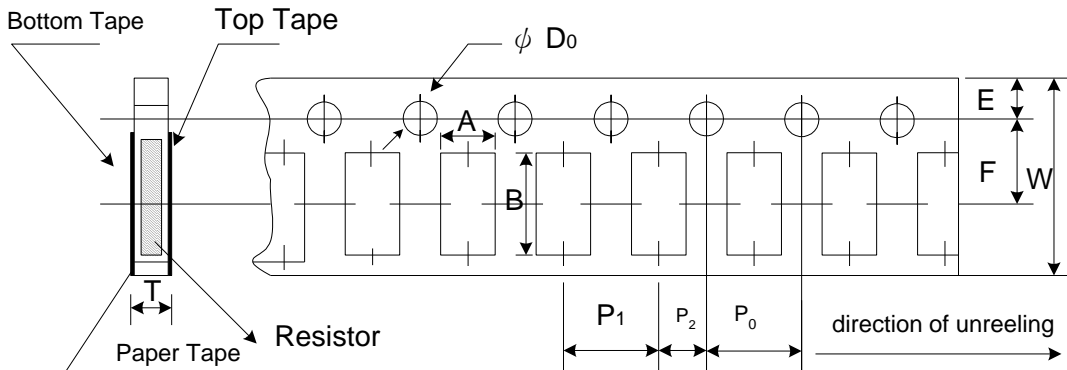 Bottom Tape
Top Tape
ϕ D0
E
A
F
W
B
T
P1
P2
P0
Resistor
direction of unreeling
Paper Tape